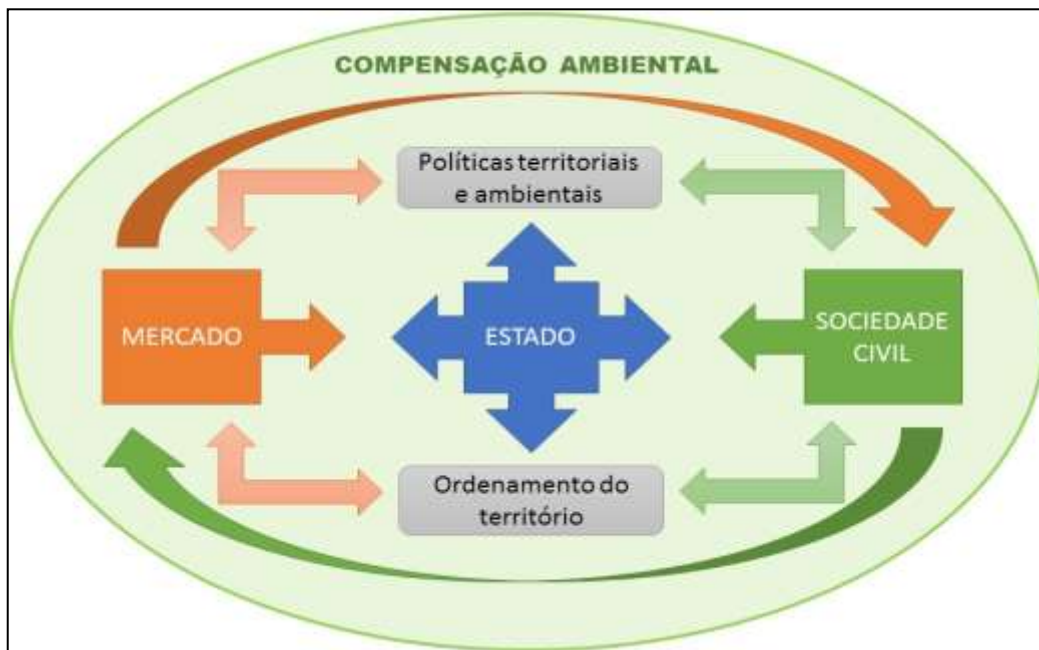 COMPENSAÇÃO AMBIENTAL
Políticas territoriais
e ambientais
MERCADO
ESTADO
SOCIEDADE
CIVIL
Ordenamento do
território